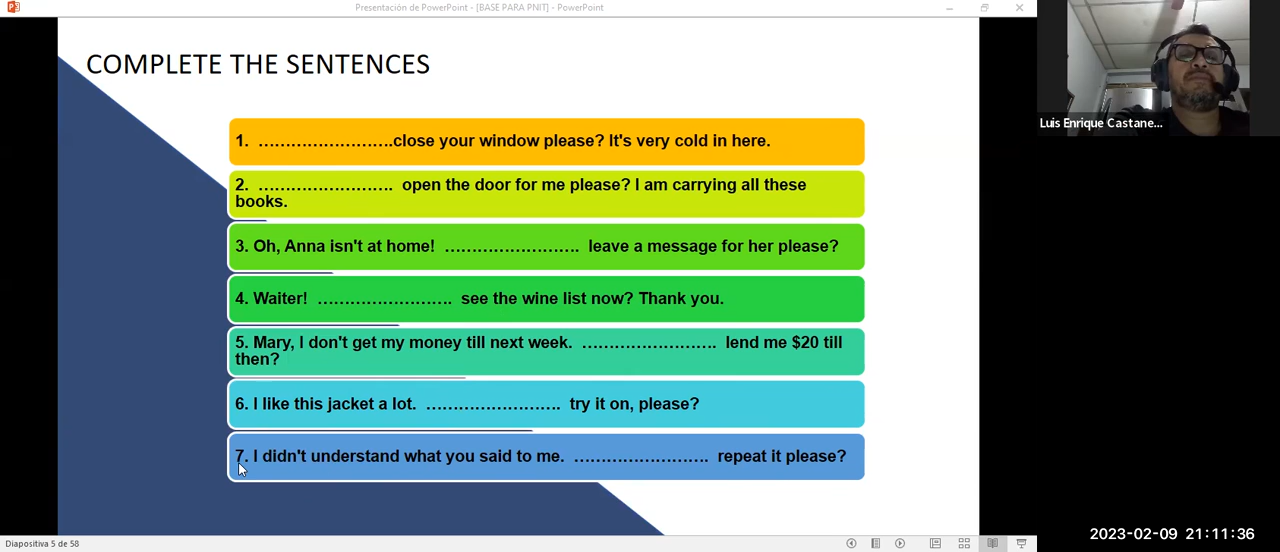 Presentación de PowerPoint - [BASE PARA PNIT] - PowerPoint
COMPLETE THE SENTENCES
1. …………………….close your window please? It's very cold in here.
2. ……………………. open the door for me please? I am carrying all these
books.
3. Oh, Anna isn't at home! ……………………. leave a message for her please?
4. Waiter! ……………………. see the wine list now? Thank you.
5. Mary, I don't get my money till next week. ……………………. lend me $20 till
then?
6. I like this jacket a lot. ……………………. try it on, please?
7. I didn't understand what you said to me. ……………………. repeat it please?
Luis Enrique Castane...
Diapositiva 5 de 58
2023-02-09 21:11:36